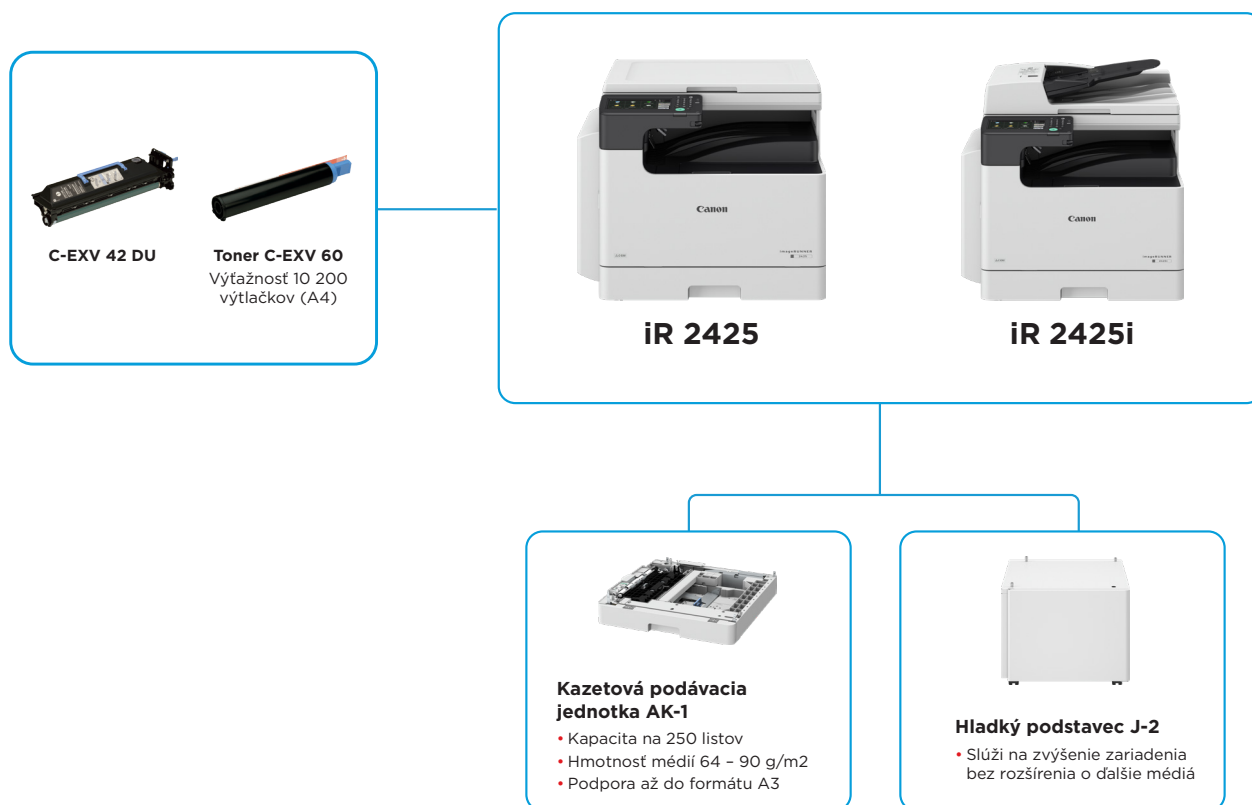 C-EXV 42 DU
Toner C-EXV 60
Výťažnosť 10 200
výtlačkov (A4)
Canon
Canon
iR 2425
iR 2425i
Kazetová podávacia
jednotka AK-1
• Kapacita na 250 listov
• Hmotnosť médií 64 – 90 g/m2
• Podpora až do formátu A3
Hladký podstavec J-2
• Slúži na zvýšenie zariadenia
bez rozšírenia o ďalšie médiá